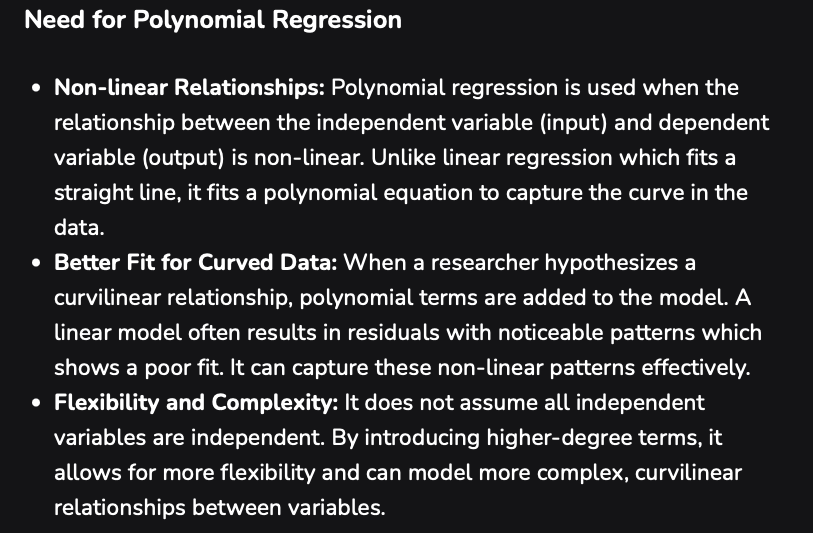 Need for Polynomial Regression
• Non-linear Relationships: Polynomial regression is used when the
relationship between the independent variable (input) and dependent
variable (output) is non-linear. Unlike linear regression which fits a
straight line, it fits a polynomial equation to capture the curve in the
data.
• Better Fit for Curved Data: When a researcher hypothesizes a
curvilinear relationship, polynomial terms are added to the model. A
linear model often results in residuals with noticeable patterns which
shows a poor fit. It can capture these non-linear patterns effectively.
• Flexibility and Complexity: It does not assume all independent
variables are independent. By introducing higher-degree terms, it
allows for more flexibility and can model more complex, curvilinear
relationships between variables.